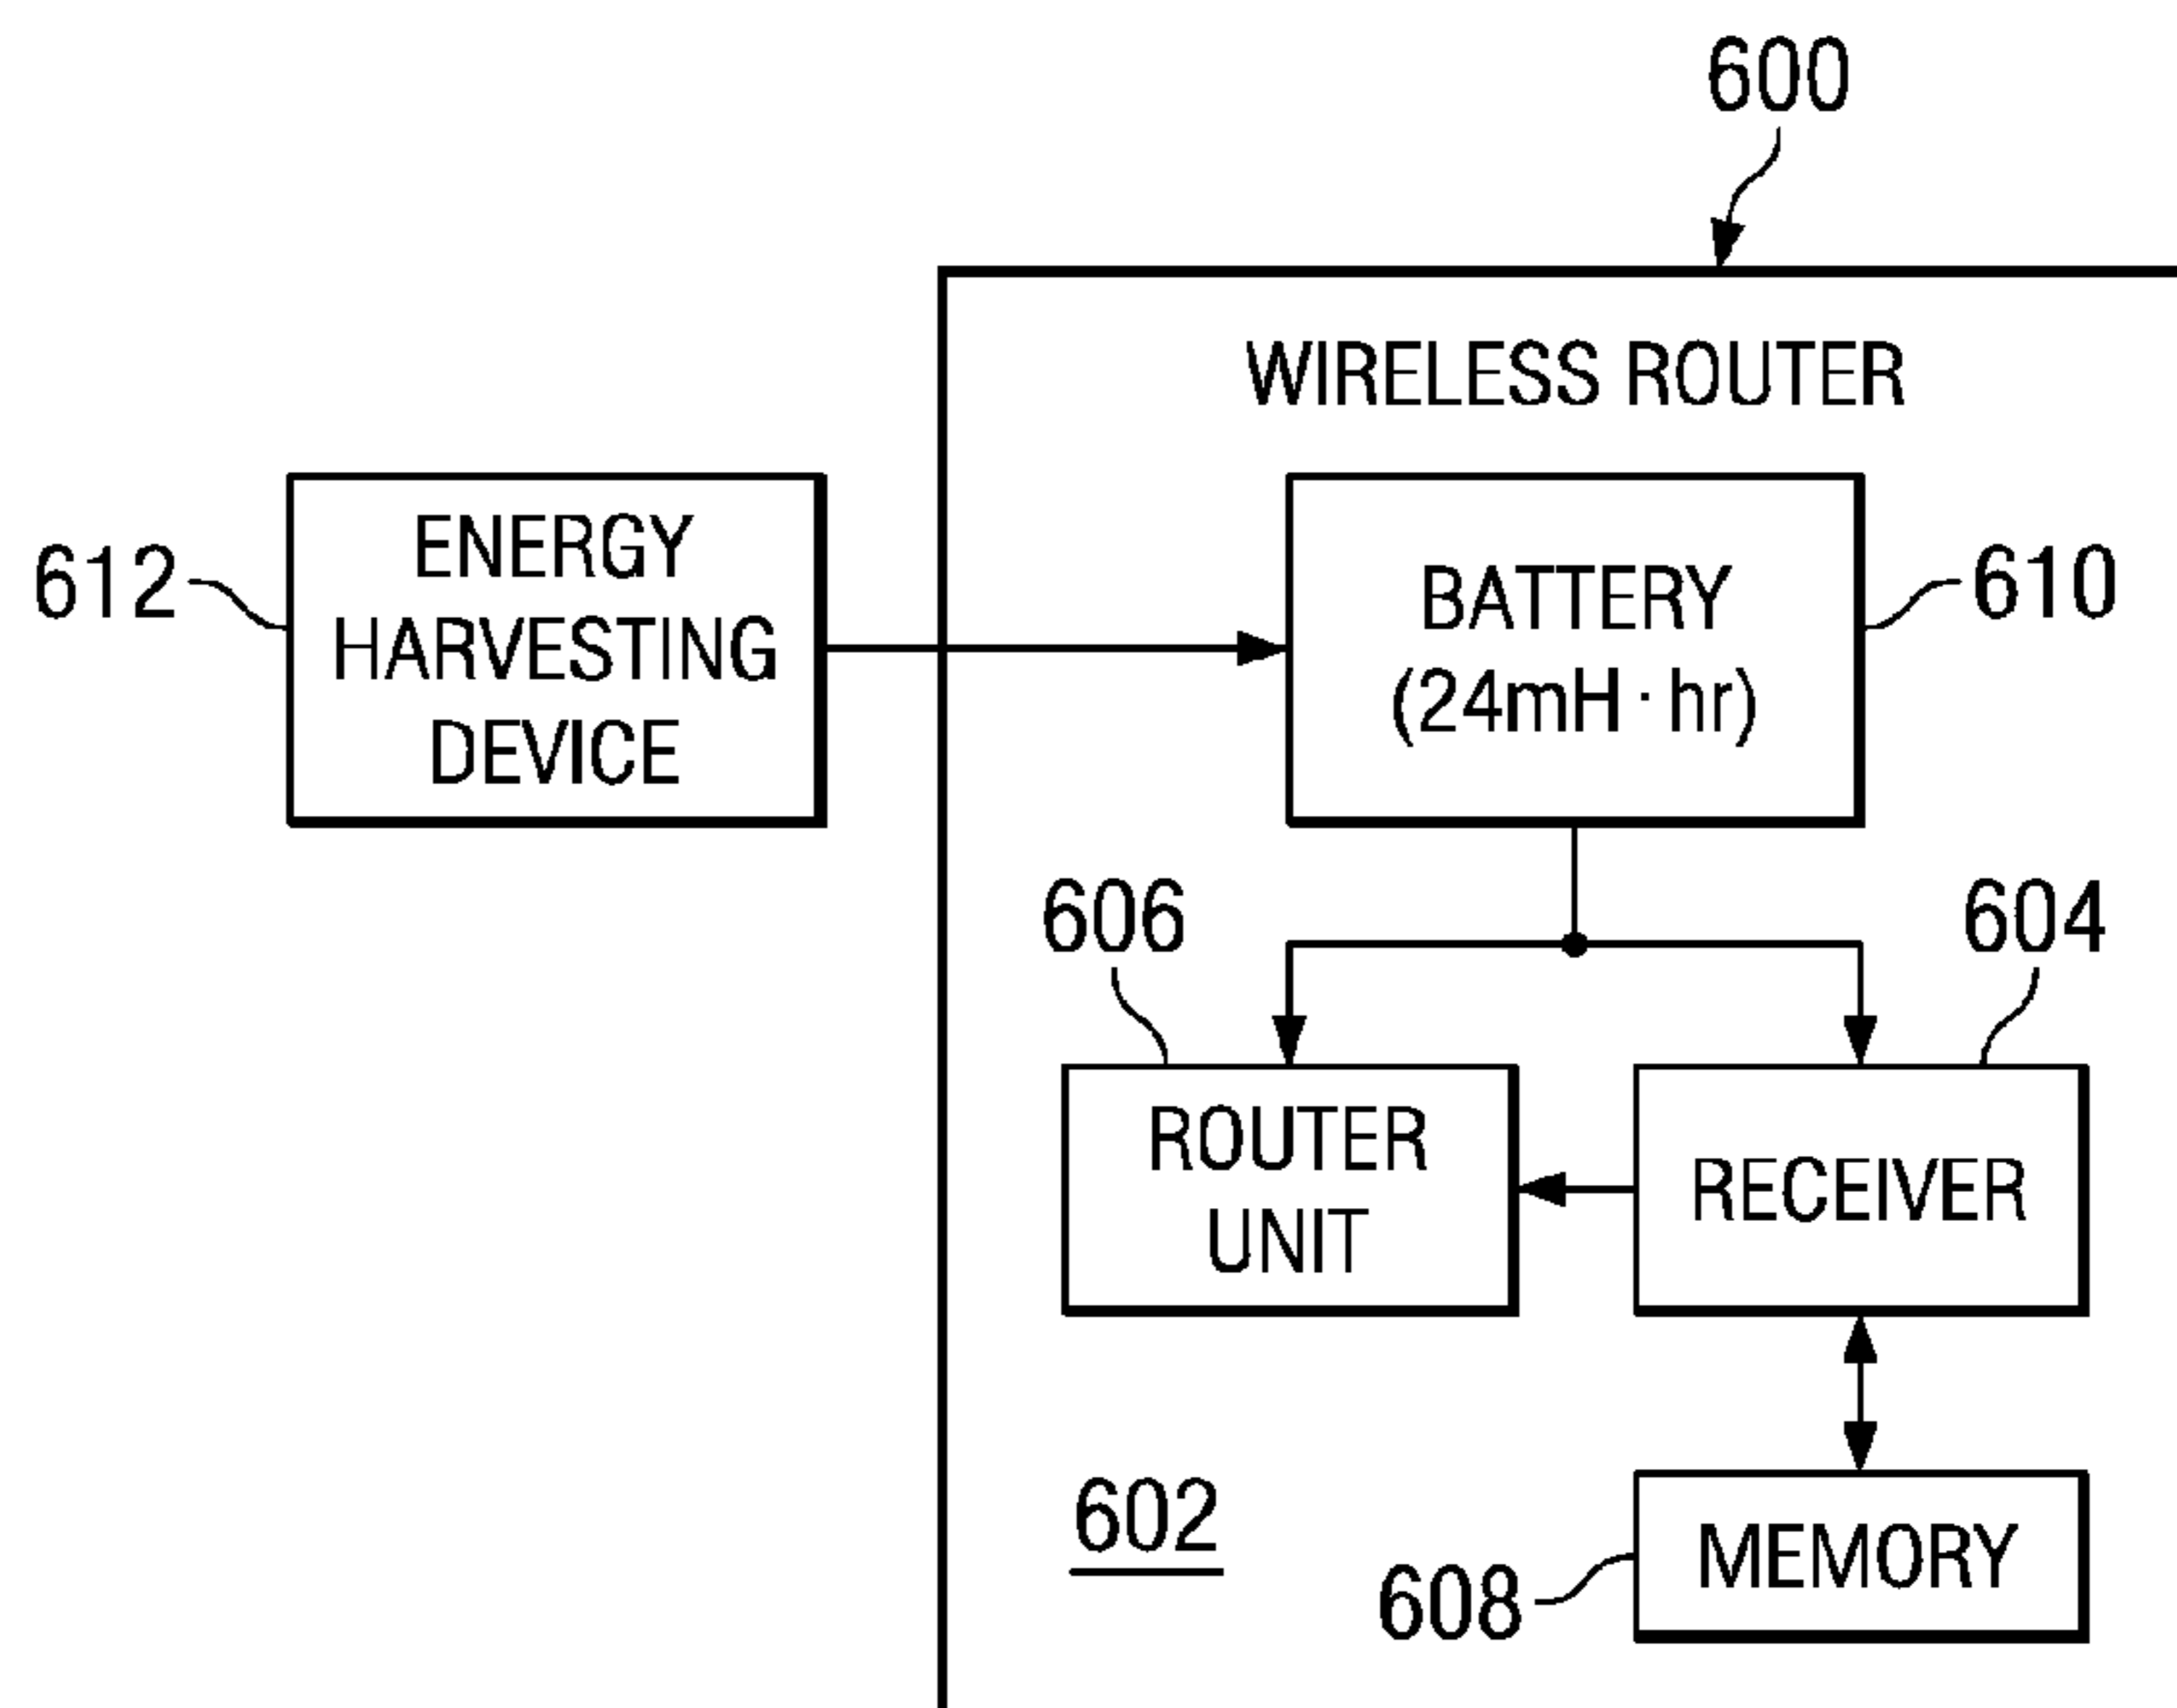 600
WIRELESS ROUTER
612
ENERGY
HARVESTING
DEVICE
BATTERY
(24mH · hr)
610
606
604
ROUTER
UNIT
RECEIVER
602
608
MEMORY